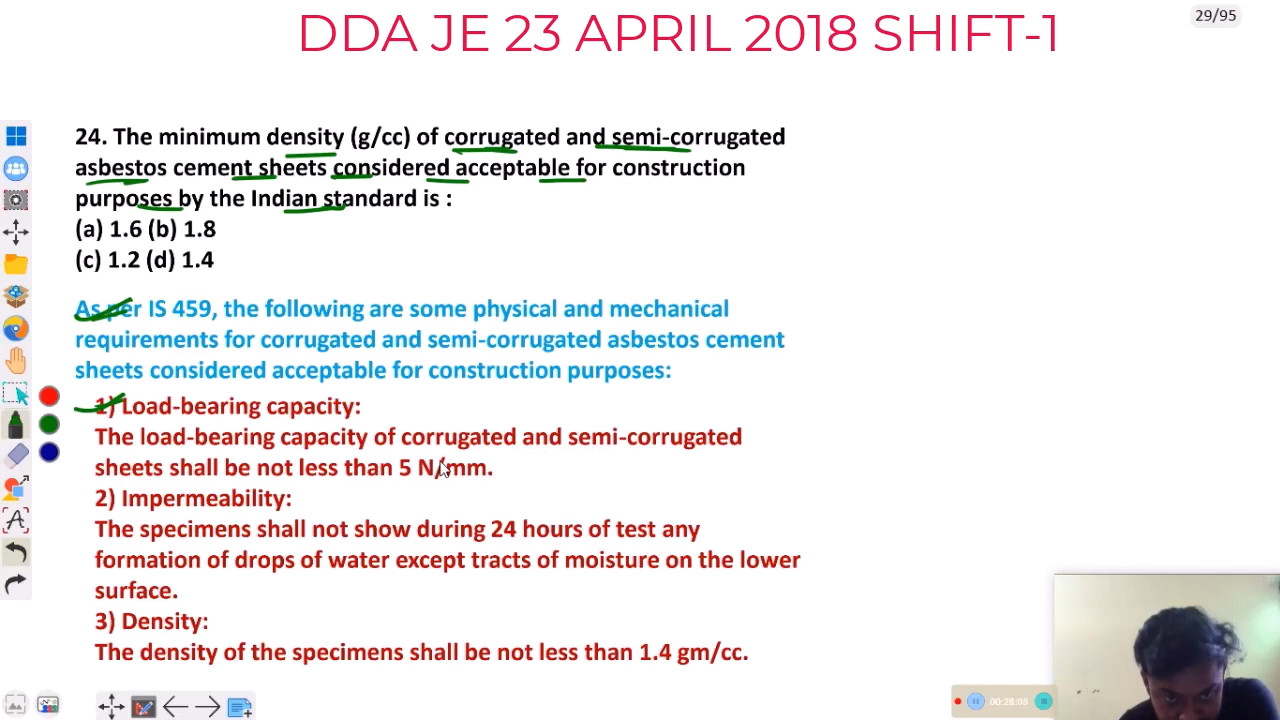 DDA JE 23 APRIL 2018 SHIFT-1
29/95
24. The minimum density (g/cc) of corrugated and semi-corrugated
asbestos cement sheets considered acceptable for construction
purposes by the Indian standard is :
(a) 1.6 (b) 1.8
(c) 1.2 (d) 1.4
As per IS 459, the following are some physical and mechanical
requirements for corrugated and semi-corrugated asbestos cement
sheets considered acceptable for construction purposes:
1) Load-bearing capacity:
The load-bearing capacity of corrugated and semi-corrugated
sheets shall be not less than 5 N/mm.
2) Impermeability:
The specimens shall not show during 24 hours of test any
formation of drops of water except tracts of moisture on the lower
surface.
3) Density:
The density of the specimens shall be not less than 1.4 gm/cc.
00:28:08